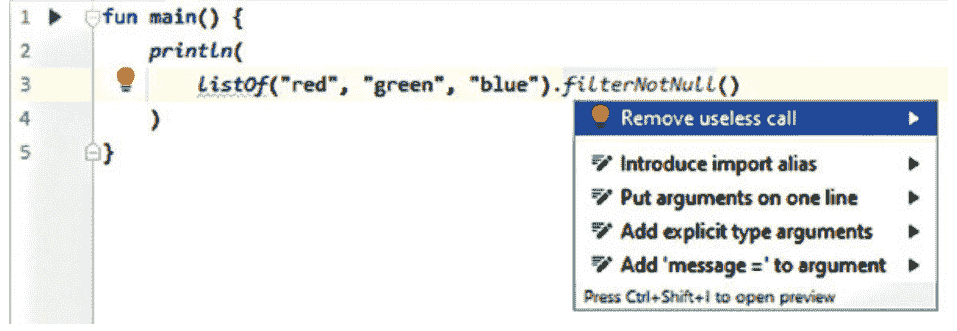 1 fun main() {
2 println(
3 listOf("red", "green", "blue").filterNotNull()
4 )
5 }
Remove useless call
Introduce import alias
Put arguments on one line
Add explicit type arguments
Add 'message =' to argument
Press Ctrl+Shift+I to open preview